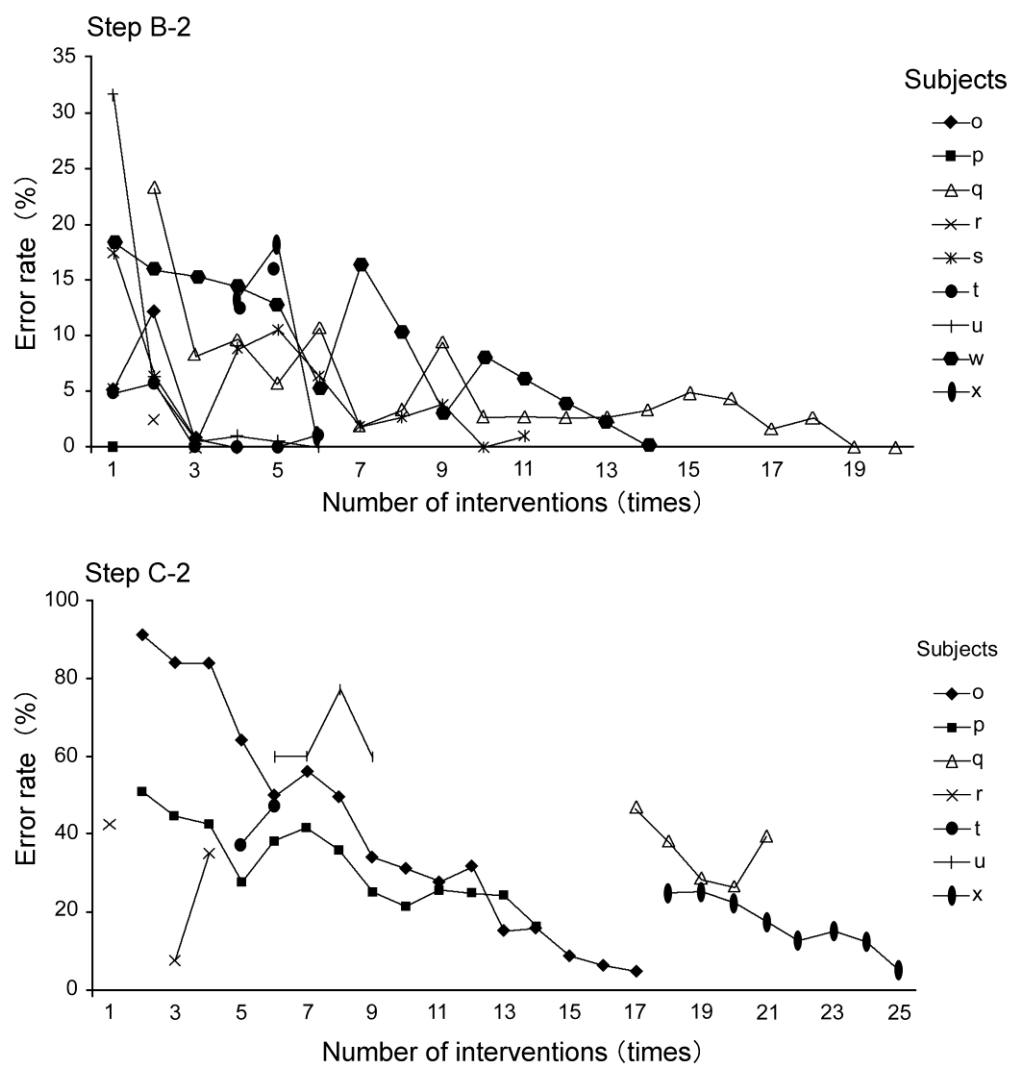 Step B-2
35
30
25
20
15
10
5
0
Error rate (%)
1 3 5 7 9 11 13 15 17 19
Number of interventions (times)
Subjects
o
p
q
r
s
t
u
w
x
Step C-2
100
80
60
40
20
0
Error rate (%)
1 3 5 7 9 11 13 15 17 19 21 23 25
Number of interventions (times)
Subjects
o
p
q
r
t
u
x